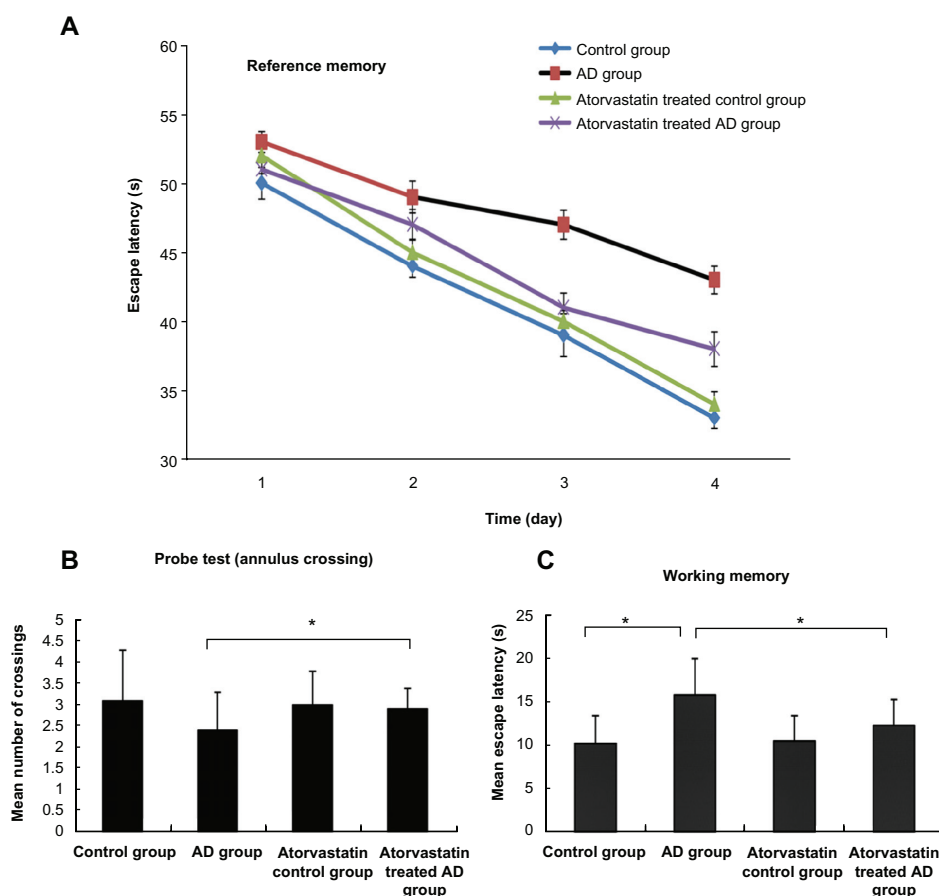 A
Reference memory
Control group
AD group
Atorvastatin treated control group
Atorvastatin treated AD group
Escape latency (s)
60
55
50
45
40
35
30
1 2 3 4
Time (day)
B
Probe test (annulus crossing)
Mean number of crossings
5
4.5
4
3.5
3
2.5
2
1.5
1
0.5
0
*
Control group AD group Atorvastatin Atorvastatin
control group treated AD
group
C
Working memory
Mean escape latency (s)
25
20
15
10
5
0
* *
Control group AD group Atorvastatin Atorvastatin
control group treated AD
group